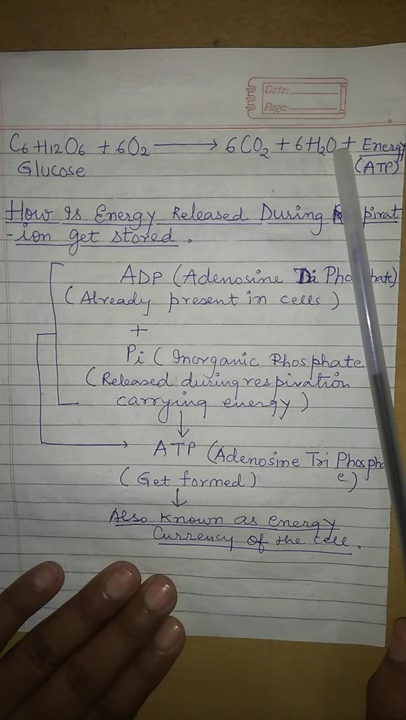 Date:
Page:
C6H12O6 + 6O2 → 6CO2 + 6H2O + Energy
Glucose (ATP)
How Is Energy Released During Respirat
-ion get stored.
ADP (Adenosine Di Phosphate)
(Already present in cells)
+
Pi (Inorganic Phosphate
(Released during respiration
carrying energy)
↓
ATP (Adenosine Tri Phospha
(Get formed) e)
↓
Also known as energy
Currency of the cell.